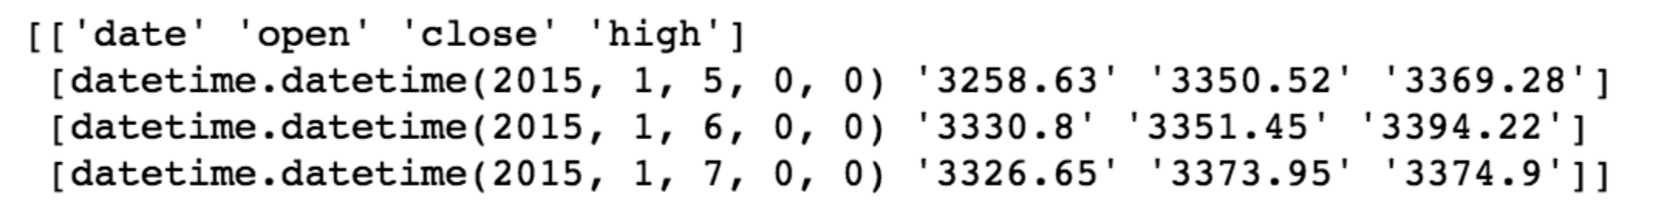 [['date' 'open' 'close' 'high']
 [datetime.datetime(2015, 1, 5, 0, 0) '3258.63' '3350.52' '3369.28']
 [datetime.datetime(2015, 1, 6, 0, 0) '3330.8' '3351.45' '3394.22']
 [datetime.datetime(2015, 1, 7, 0, 0) '3326.65' '3373.95' '3374.9']]